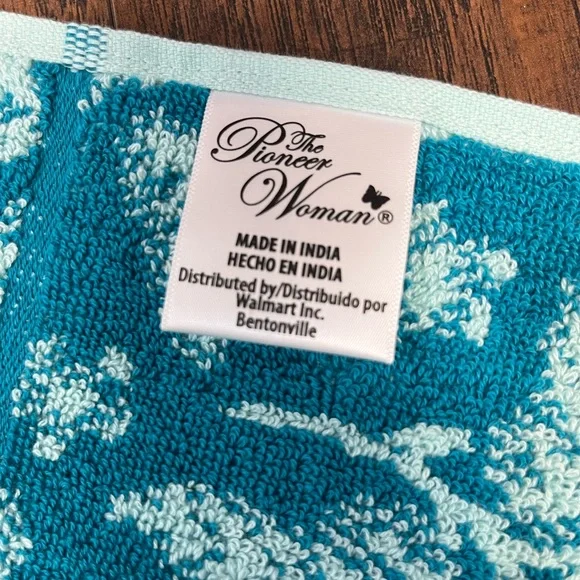 The
Pioneer
Woman®
MADE IN INDIA
HECHO EN INDIA
Distributed by/Distribuido por
Walmart Inc.
Bentonville